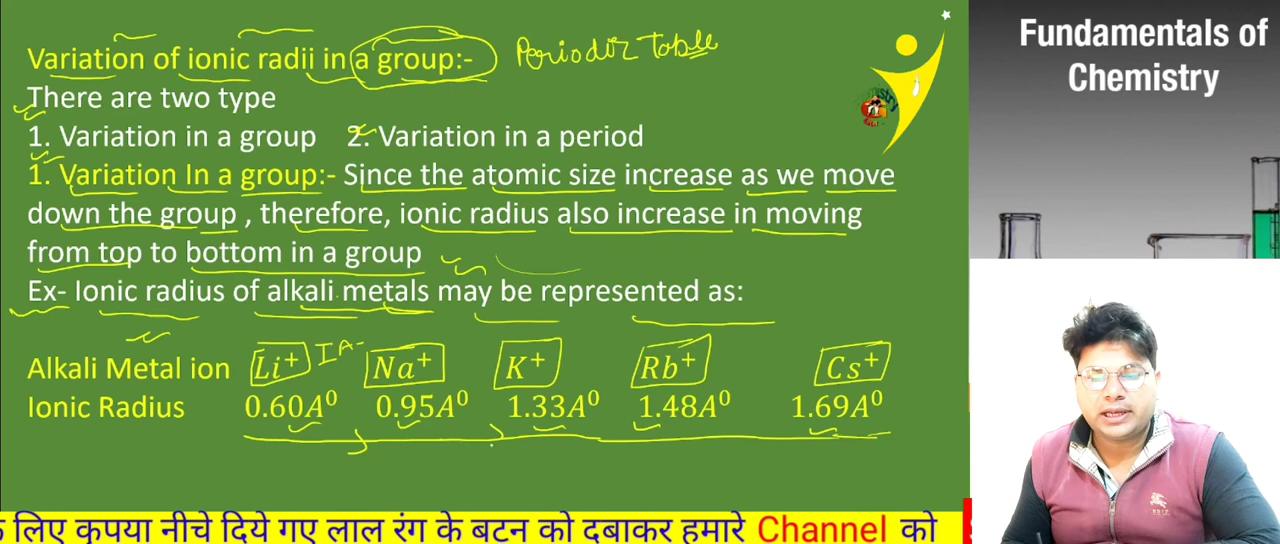 Variation of ionic radii in a group:- Periodic table
There are two type
1. Variation in a group 2. Variation in a period
1. Variation In a group:- Since the atomic size increase as we move
down the group , therefore, ionic radius also increase in moving
from top to bottom in a group
Ex- Ionic radius of alkali metals may be represented as:
Alkali Metal ion Li⁺ IA Na⁺ K⁺ Rb⁺ Cs⁺
Ionic Radius 0.60A⁰ 0.95A⁰ 1.33A⁰ 1.48A⁰ 1.69A⁰
Fundamentals of
Chemistry
के लिए कृपया नीचे दिये गए लाल रंग के बटन को दबाकर हमारे Channel को